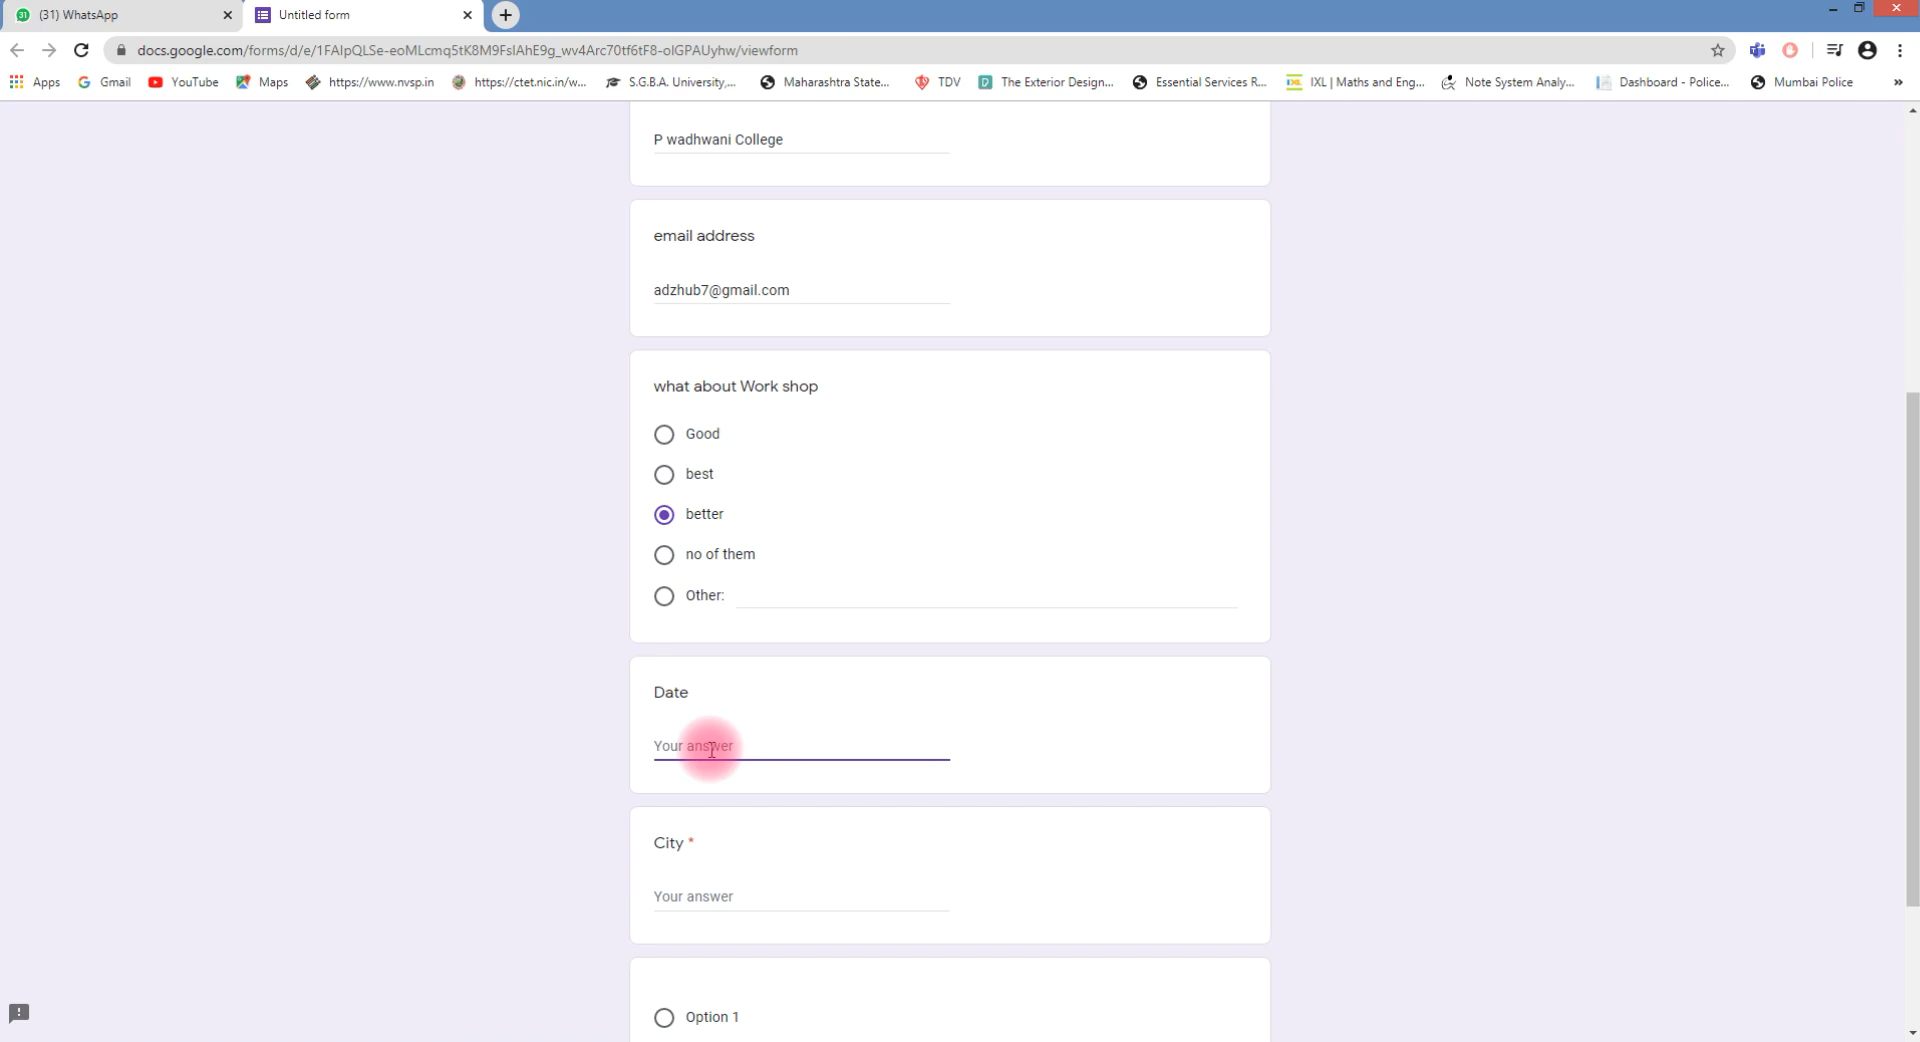 (31) WhatsApp
Untitled form
docs.google.com/forms/d/e/1FAIpQLSe-eoMLcmq5tK8M9FsIAhE9g_wv4Arc70tf6tF8-oIGPAUyhw/viewform
Apps Gmail YouTube Maps https://www.nvsp.in https://ctet.nic.in/w... S.G.B.A. University,... Maharashtra State... TDV The Exterior Design... Essential Services R... IXL | Maths and Eng... Note System Analy... Dashboard - Police... Mumbai Police »
P wadhwani College
email address
adzhub7@gmail.com
what about Work shop
Good
best
better
no of them
Other:
Date
Your answer
City *
Your answer
Option 1